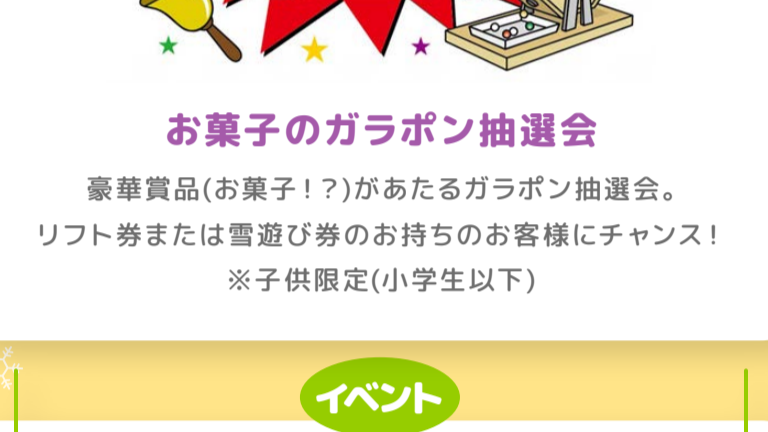 お菓子のガラポン抽選会
豪華賞品(お菓子！？)があたるガラポン抽選会。
リフト券または雪遊び券のお持ちのお客様にチャンス！
※子供限定(小学生以下)
イベント